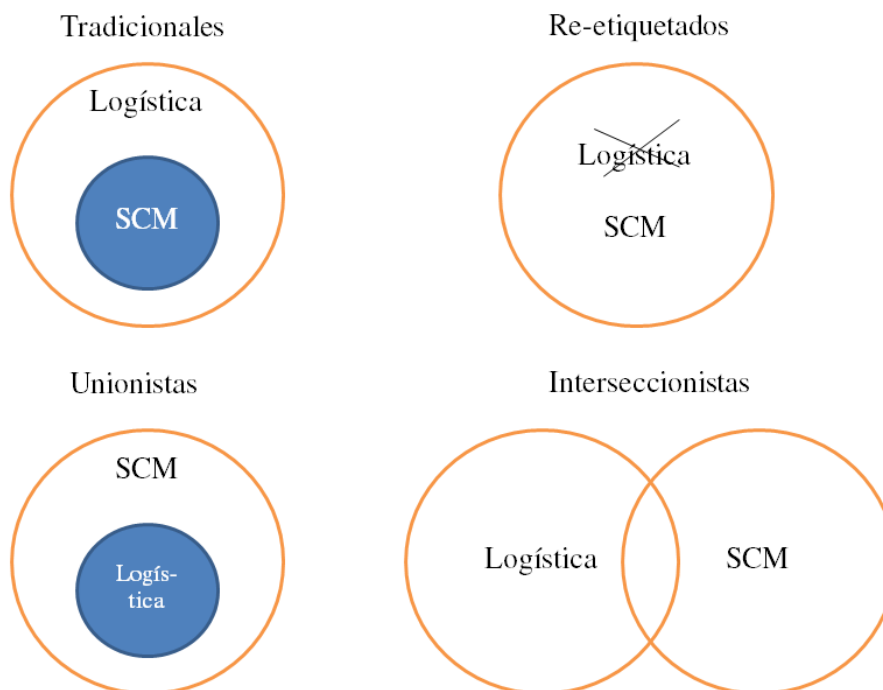 Tradicionales
Logística
SCM
Re-etiquetados
Logística
SCM
Unionistas
SCM
Logís-
tica
Interseccionistas
Logística
SCM